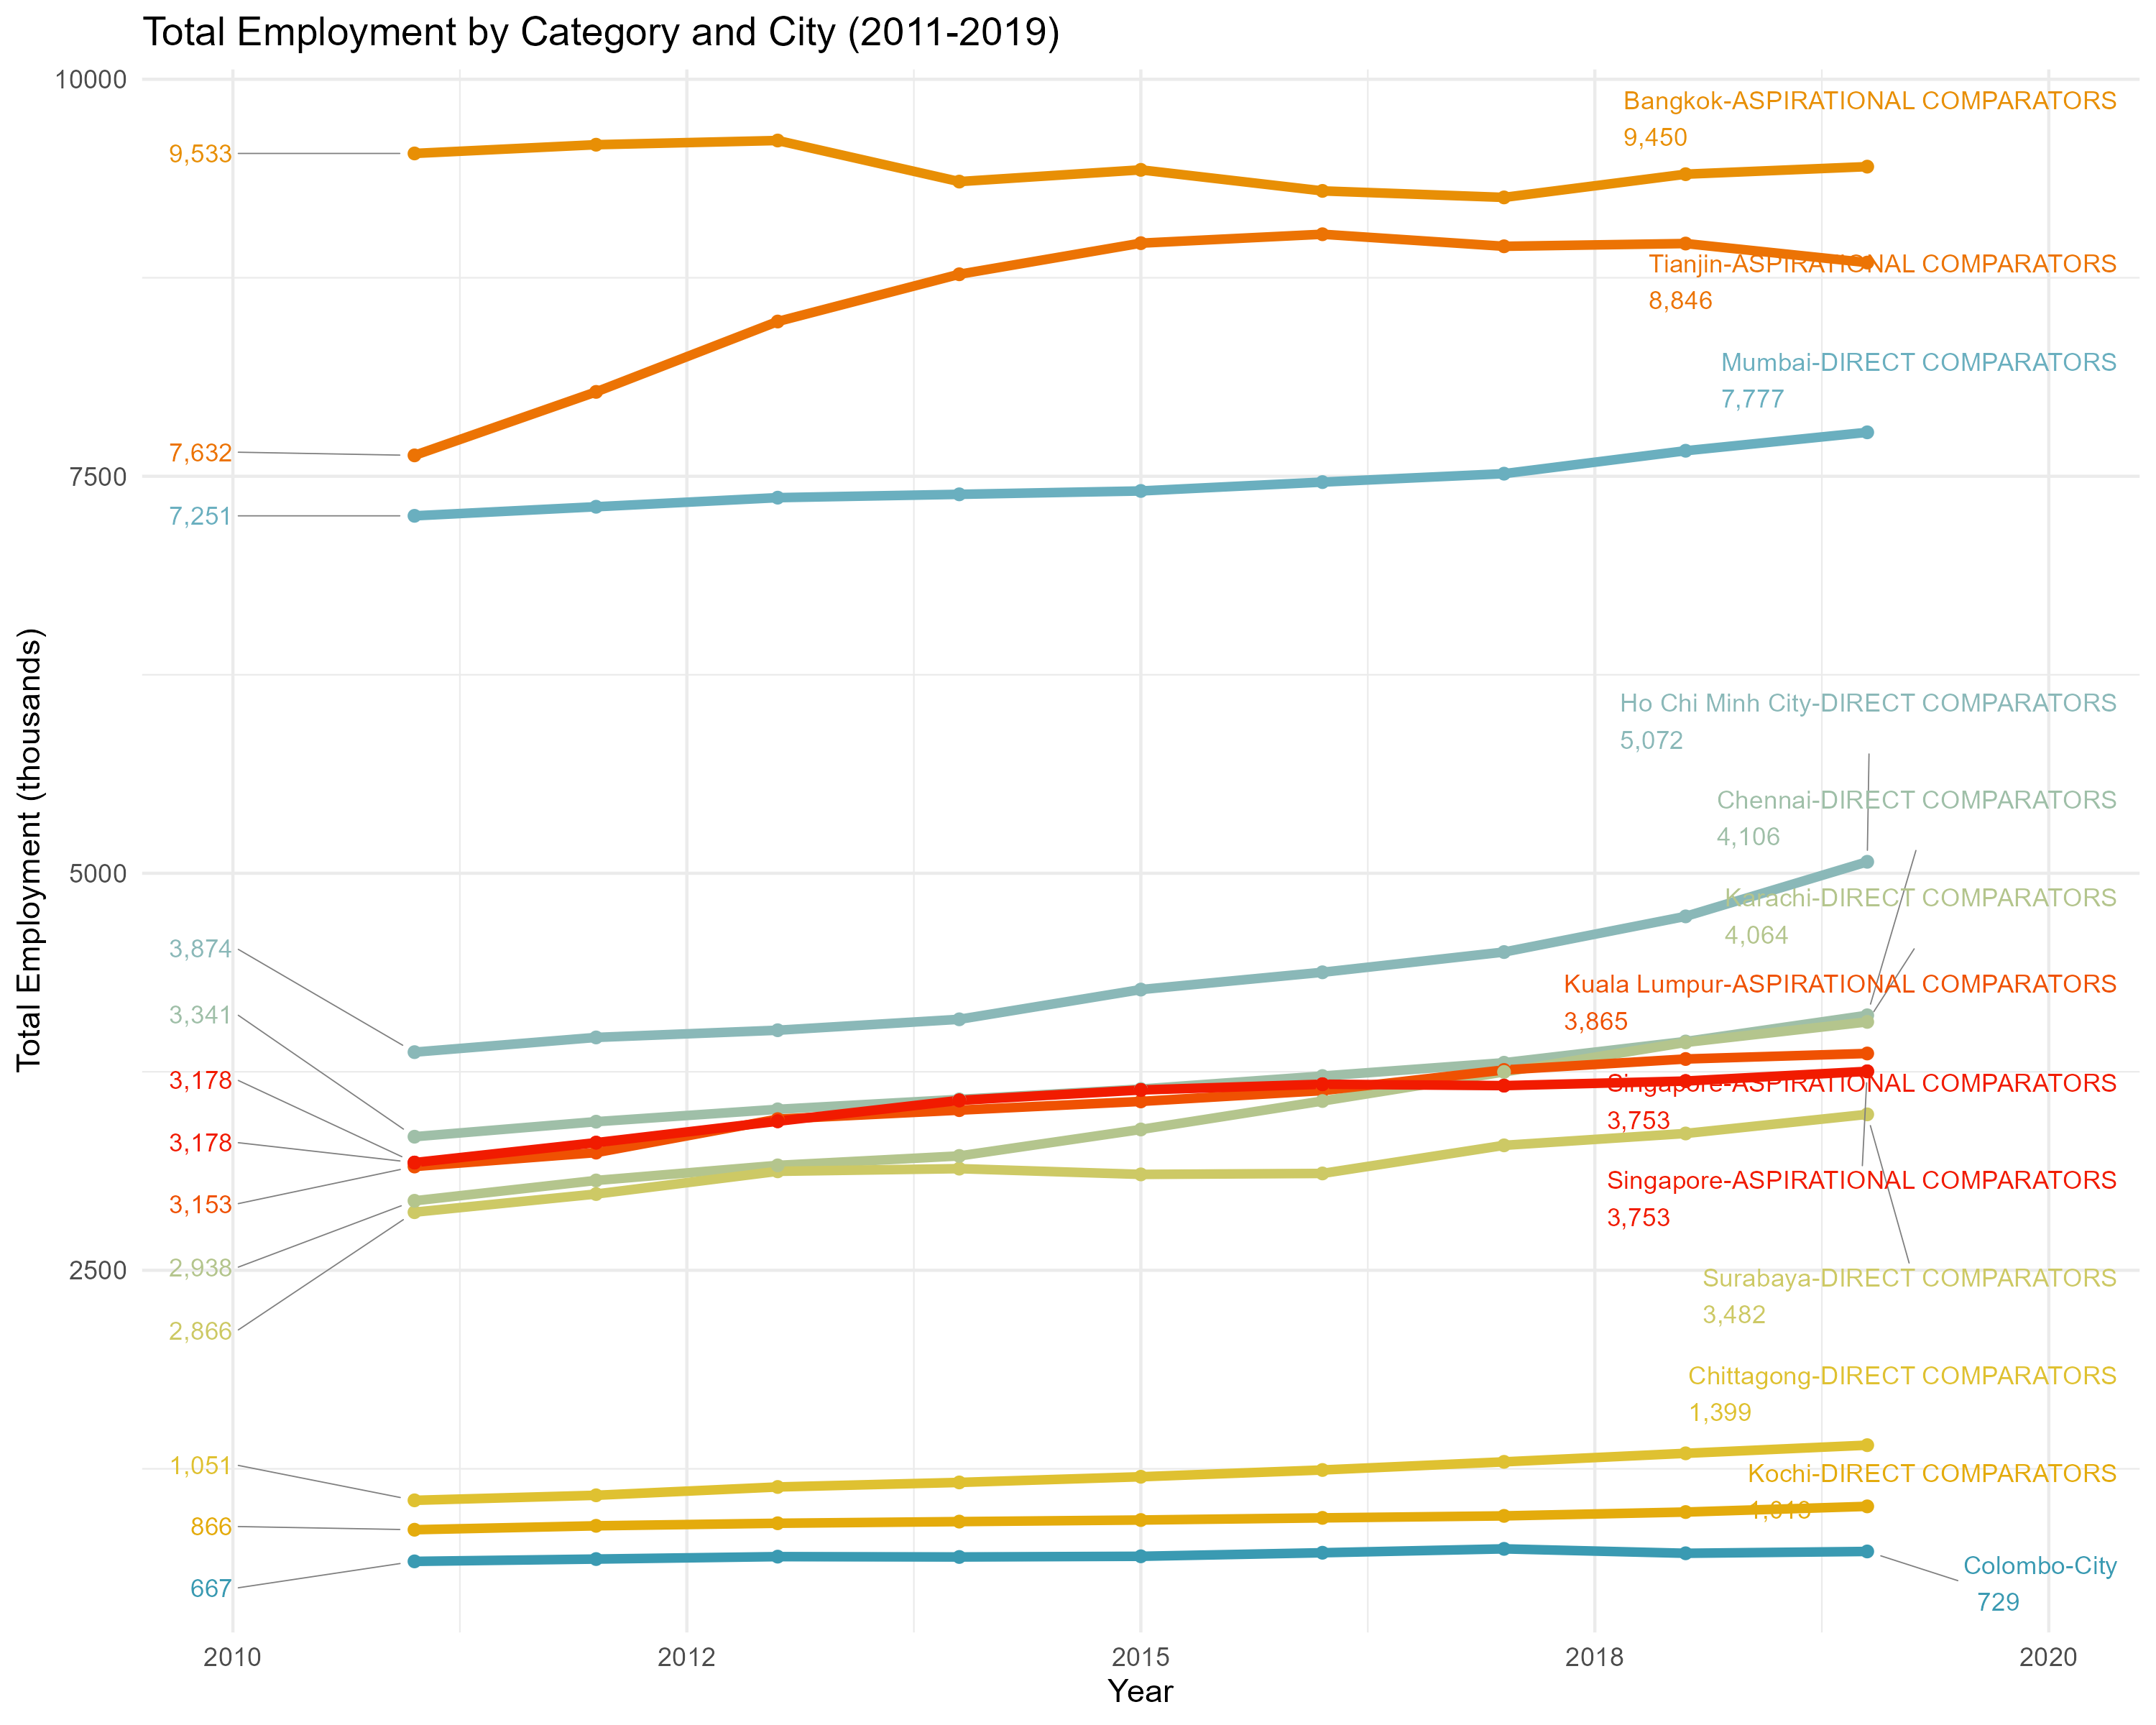 Total Employment by Category and City (2011-2019)
10000
7500
5000
2500
Total Employment (thousands)
9,533
7,632
7,251
3,874
3,341
3,178
3,178
3,153
2,938
2,866
1,051
866
667
Bangkok-ASPIRATIONAL COMPARATORS
9,450
Tianjin-ASPIRATIONAL COMPARATORS
8,846
Mumbai-DIRECT COMPARATORS
7,777
Ho Chi Minh City-DIRECT COMPARATORS
5,072
Chennai-DIRECT COMPARATORS
4,106
Karachi-DIRECT COMPARATORS
4,064
Kuala Lumpur-ASPIRATIONAL COMPARATORS
3,865
Singapore-ASPIRATIONAL COMPARATORS
3,753
Singapore-ASPIRATIONAL COMPARATORS
3,753
Surabaya-DIRECT COMPARATORS
3,482
Chittagong-DIRECT COMPARATORS
1,399
Kochi-DIRECT COMPARATORS
Colombo-City
729
2010
2012
2015
2018
2020
Year